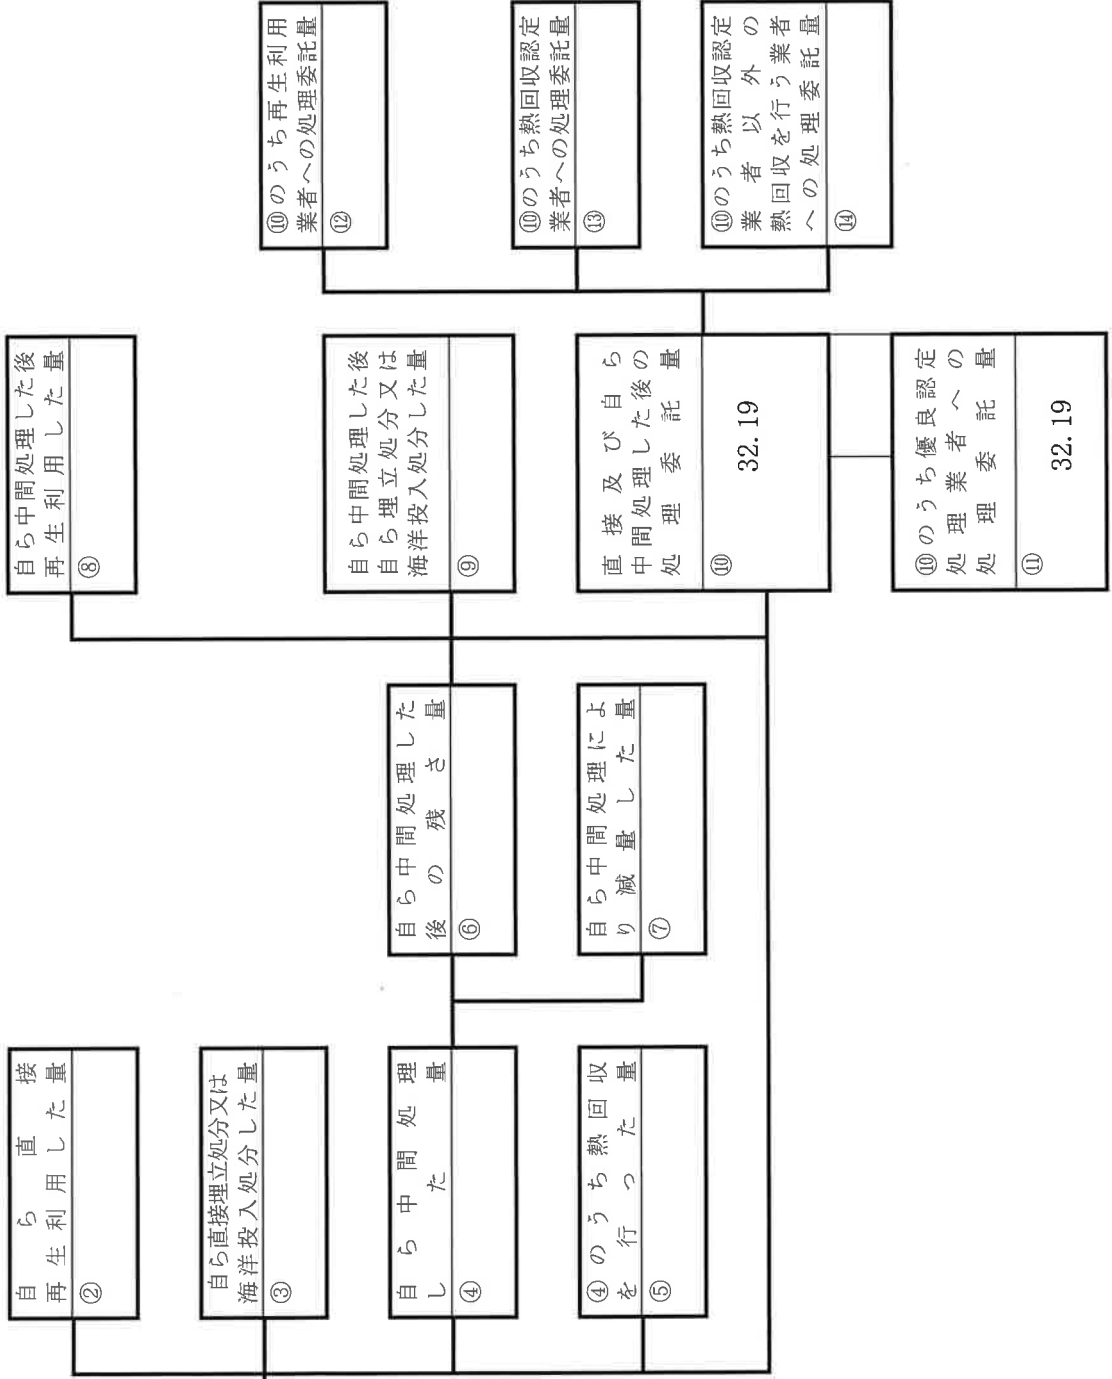 自ら直接
再生利用した量
②
自ら直接埋立処分又は
海洋投入処分した量
③
自ら中間処理
した量
④
④のうち熱回収
を行った量
⑤
自ら中間処理した
後の残さ量
⑥
自ら中間処理によ
り減量した量
⑦
自ら中間処理した後
再生利用した量
⑧
自ら中間処理した後
自ら埋立処分又は
海洋投入処分した量
⑨
直接及び自ら
中間処理した後の
処理委託量
⑩
32.19
⑩のうち優良認定
処理業者への
処理委託量
⑪
32.19
⑩のうち再生利用
業者への処理委託量
⑫
⑩のうち熱回収認定
業者への処理委託量
⑬
⑩のうち熱回収認定
業者以外の
熱回収を行う業者
への処理委託量
⑭